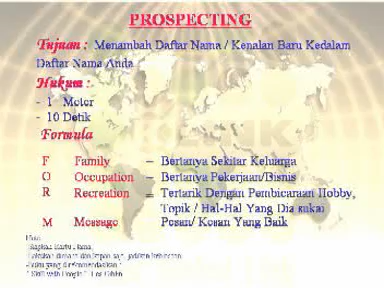 PROSPECTING
Tujuan : Menambah Daftar Nama / Kenalan Baru Kedalam
Daftar Nama Anda
Hukum :
- 1 Meter
- 10 Detik
Formula
F Family – Bertanya Sekitar Keluarga
O Occupation – Bertanya Pekerjaan/Bisnis
R Recreation – Tertarik Dengan Pembicaraan Hobby,
Topik / Hal-Hal Yang Dia sukai
M Message Pesan/ Kesan Yang Baik